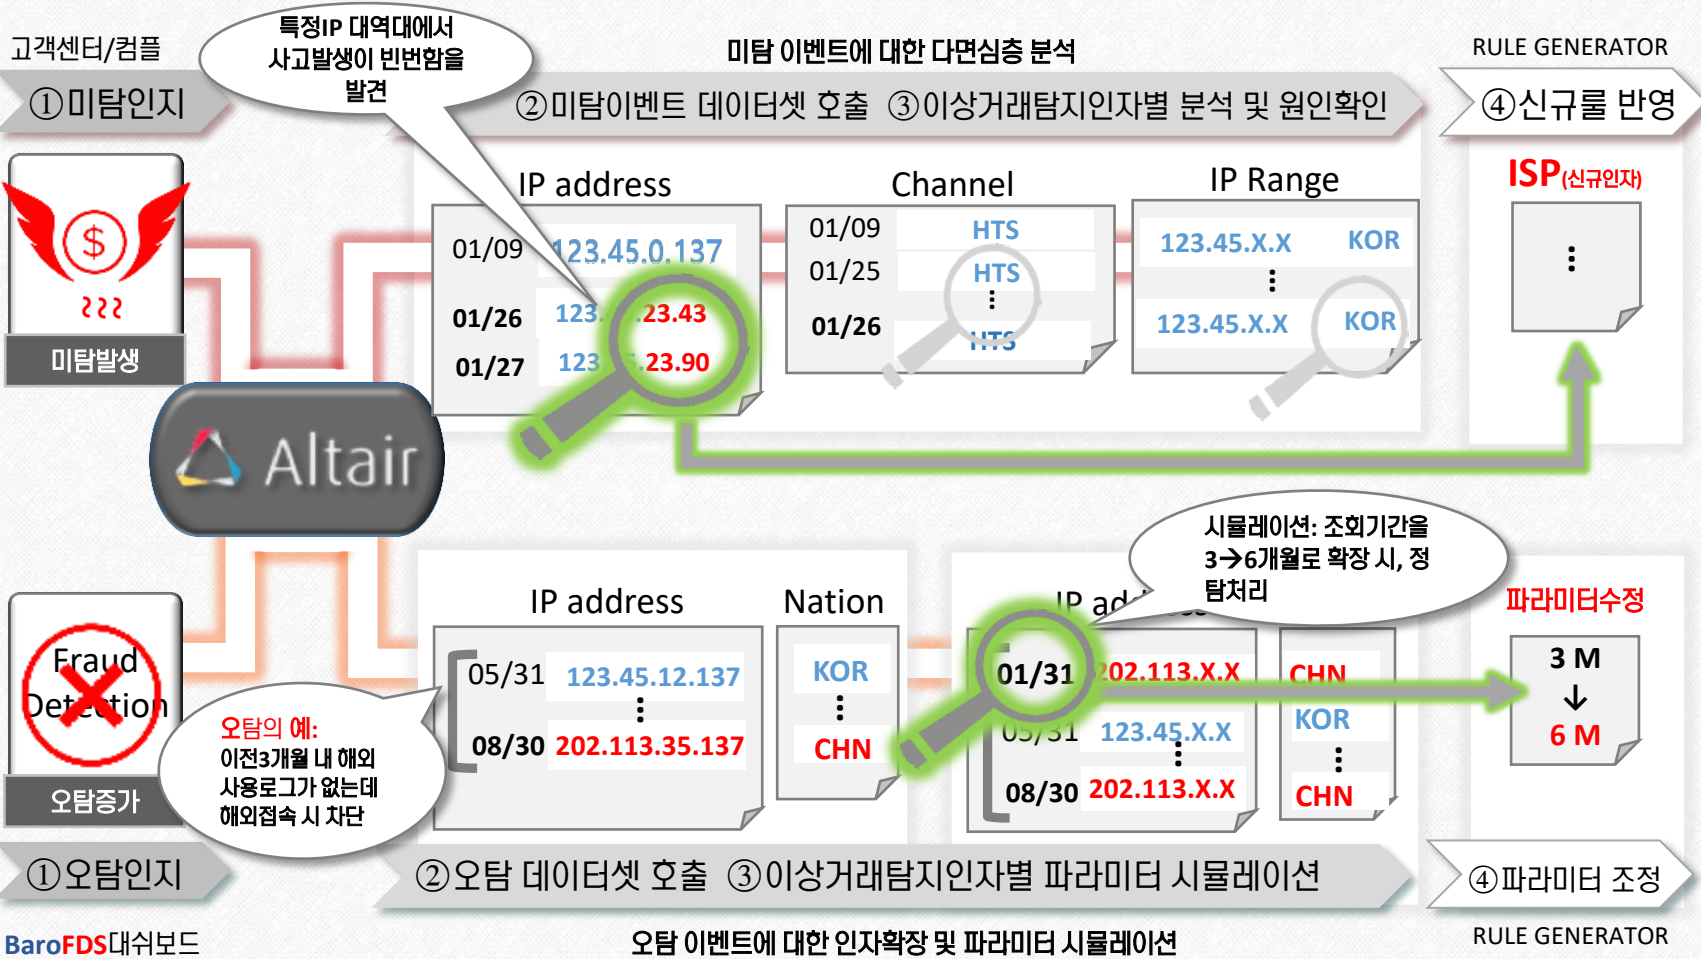 고객센터/컴플
특정IP 대역대에서
사고발생이 빈번함을
발견
미탐 이벤트에 대한 다면심층 분석
RULE GENERATOR
①미탐인지
②미탐이벤트 데이터셋 호출 ③이상거래탐지인자별 분석 및 원인확인
④신규룰 반영
IP address
Channel
IP Range
ISP(신규인자)
$
미탐발생
01/09 123.45.0.137
01/26 123. 23.43
01/27 123. .23.90
01/09 HTS
01/25 HTS
⋮
01/26 HTS
123.45.X.X KOR
⋮
123.45.X.X KOR
⋮
Altair
시뮬레이션: 조회기간을
3→6개월로 확장 시, 정
탐처리
IP address
Nation
IP address
파라미터수정
Fraud
Detection
오탐증가
오탐의 예:
이전3개월 내 해외
사용로그가 없는데
해외접속 시 차단
05/31 123.45.12.137
⋮
08/30 202.113.35.137
KOR
⋮
CHN
01/31 202.113.X.X
05/31 123.45.X.X
⋮
08/30 202.113.X.X
CHN
KOR
⋮
CHN
3 M
↓
6 M
①오탐인지
②오탐 데이터셋 호출 ③이상거래탐지인자별 파라미터 시뮬레이션
④파라미터 조정
BaroFDS대쉬보드
오탐 이벤트에 대한 인자확장 및 파라미터 시뮬레이션
RULE GENERATOR